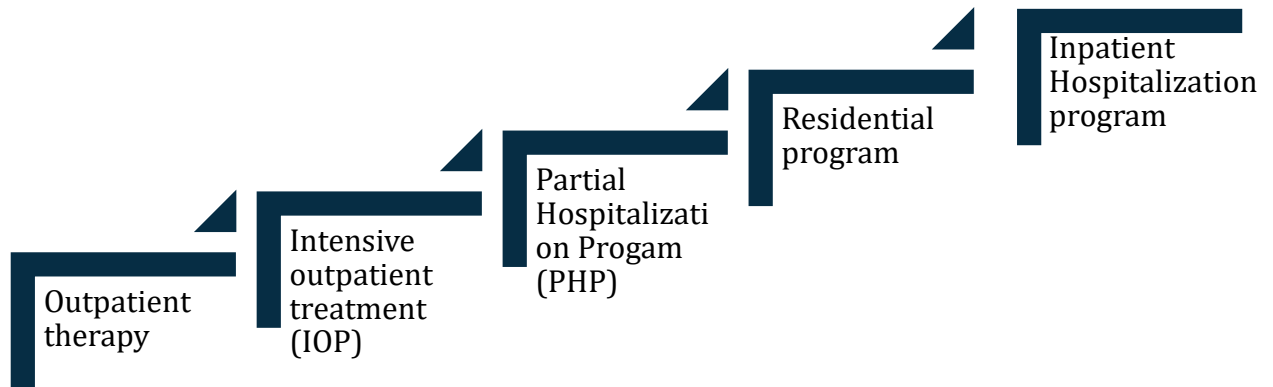 Outpatient
therapy
Intensive
outpatient
treatment
(IOP)
Partial
Hospitalizati
on Progam
(PHP)
Residential
program
Inpatient
Hospitalization
program